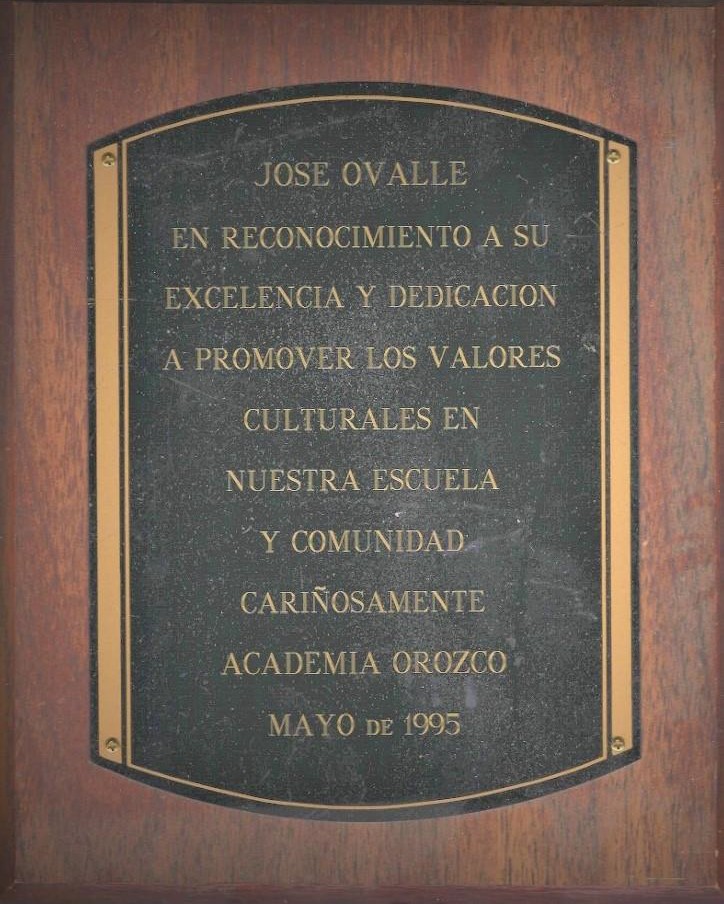 JOSE OVALLE
EN RECONOCIMIENTO A SU
EXCELENCIA Y DEDICACION
A PROMOVER LOS VALORES
CULTURALES EN
NUESTRA ESCUELA
Y COMUNIDAD
CARIÑOSAMENTE
ACADEMIA OROZCO
MAYO DE 1995